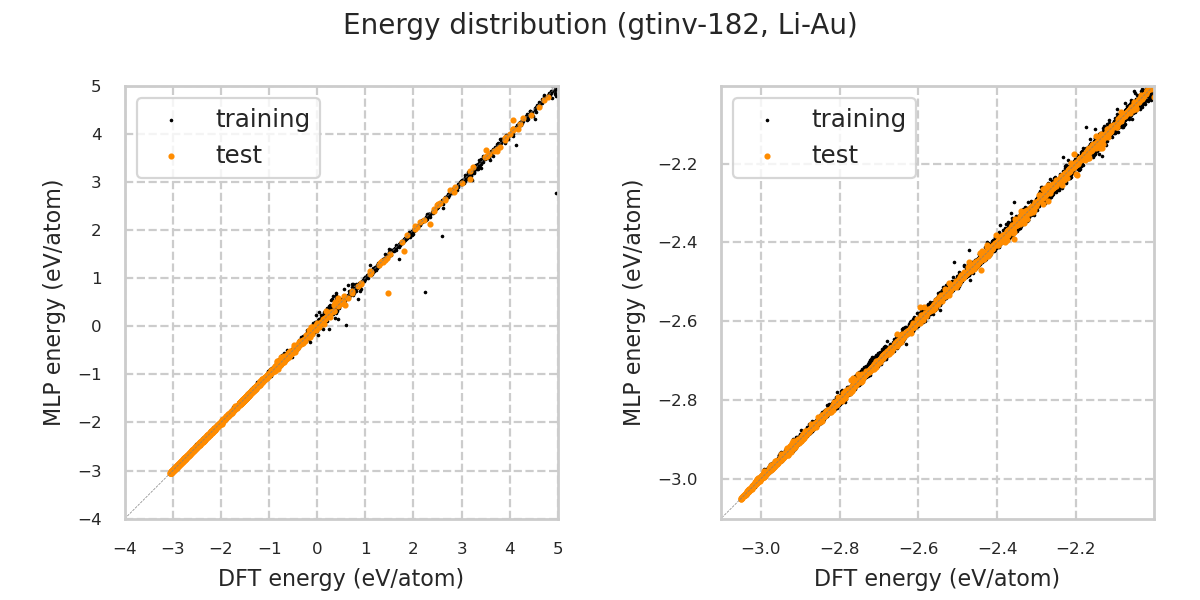 Energy distribution (gtinv-182, Li-Au)
training
test
5
4
3
2
1
0
−1
−2
−3
−4
MLP energy (eV/atom)
−4 −3 −2 −1 0 1 2 3 4 5
DFT energy (eV/atom)
training
test
−2.2
−2.4
−2.6
−2.8
−3.0
MLP energy (eV/atom)
−3.0 −2.8 −2.6 −2.4 −2.2
DFT energy (eV/atom)